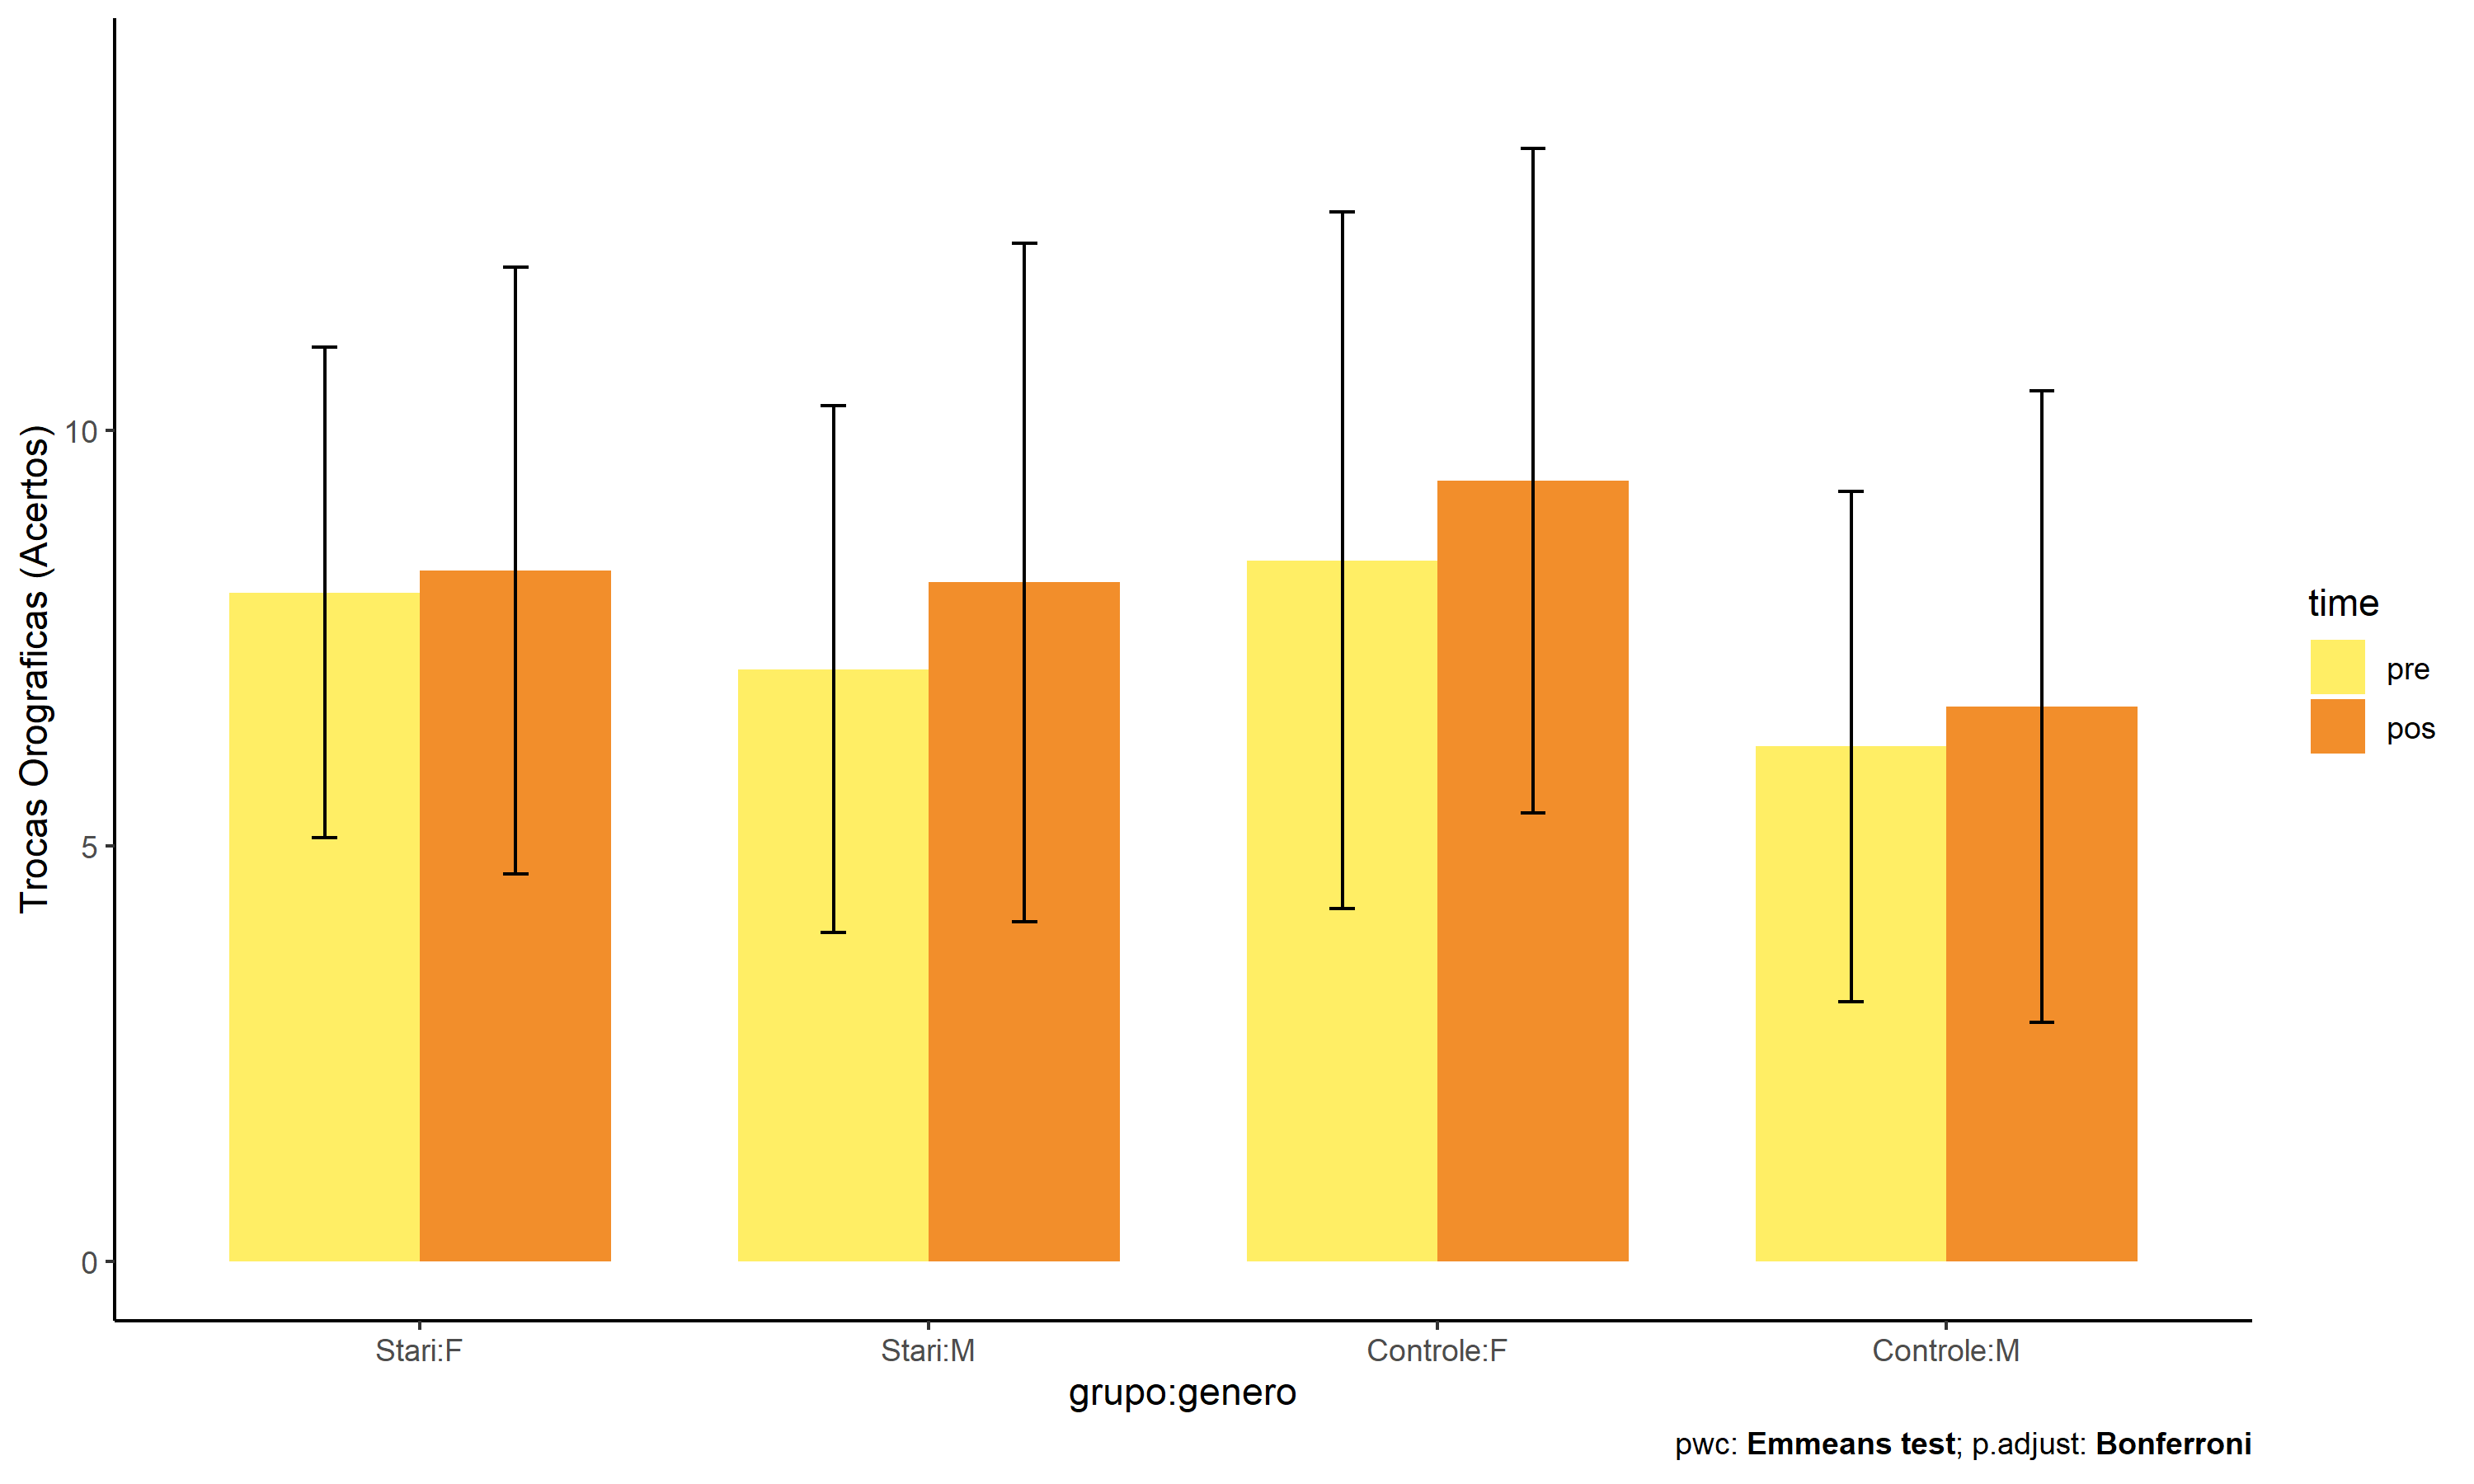 Trocas Orograficas (Acertos)
10
5
0
Stari:F
Stari:M
Controle:F
Controle:M
grupo:genero
time
pre
pos
pwc: Emmeans test; p.adjust: Bonferroni